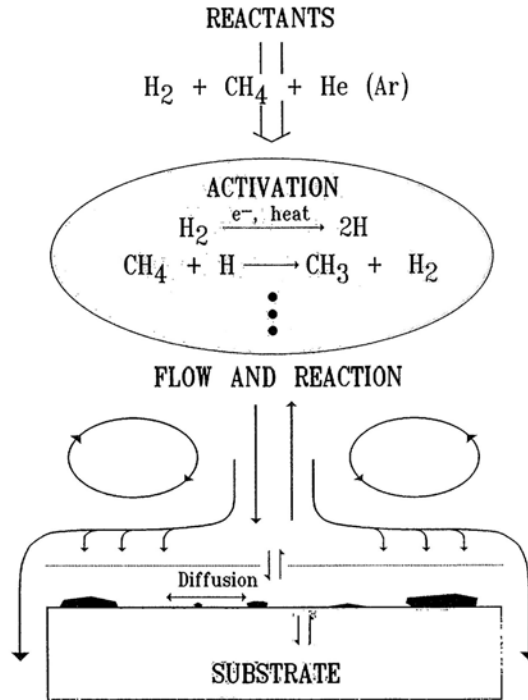 REACTANTS
H₂ + CH₄ + He (Ar)
ACTIVATION
e⁻, heat
H₂ → 2H
CH₄ + H → CH₃ + H₂
FLOW AND REACTION
Diffusion
SUBSTRATE